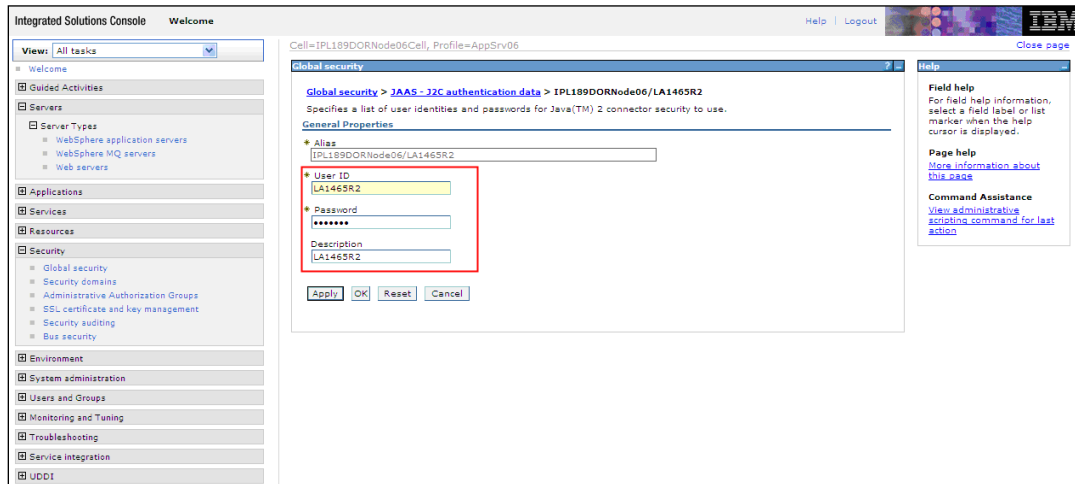 Integrated Solutions Console Welcome
Help | Logout
IBM
View: All tasks
Welcome
Guided Activities
Servers
Server Types
WebSphere application servers
WebSphere MQ servers
Web servers
Applications
Services
Resources
Security
Global security
Security domains
Administrative Authorization Groups
SSL certificate and key management
Security auditing
Bus security
Environment
System administration
Users and Groups
Monitoring and Tuning
Troubleshooting
Service integration
UDDI
Cell=IPL189DORNode06Cell, Profile=AppSrv06
Close page
Global security ? -
Global security > JAAS - J2C authentication data > IPL189DORNode06/LA1465R2
Specifies a list of user identities and passwords for Java(TM) 2 connector security to use.
General Properties
* Alias
IPL189DORNode06/LA1465R2
* User ID
LA1465R2
* Password
•••••••
Description
LA1465R2
Apply OK Reset Cancel
Help -
Field help
For field help information,
select a field label or list
marker when the help
cursor is displayed.
Page help
More information about
this page
Command Assistance
View administrative
scripting command for last
action